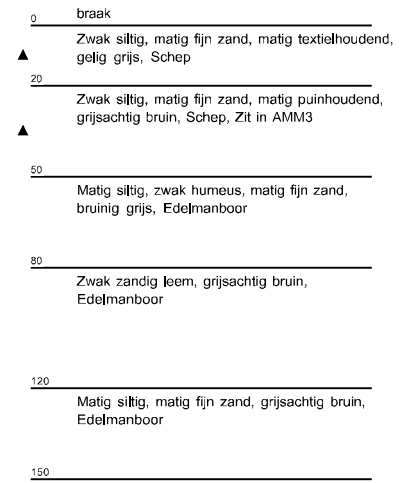 braak
0
Zwak siltig, matig fijn zand, matig textielhoudend,
gelig grijs, Schep
20
Zwak siltig, matig fijn zand, matig puinhoudend,
grijsachtig bruin, Schep, Zit in AMM3
50
Matig siltig, zwak humeus, matig fijn zand,
bruinig grijs, Edelmanboor
80
Zwak zandig leem, grijsachtig bruin,
Edelmanboor
120
Matig siltig, matig fijn zand, grijsachtig bruin,
Edelmanboor
150